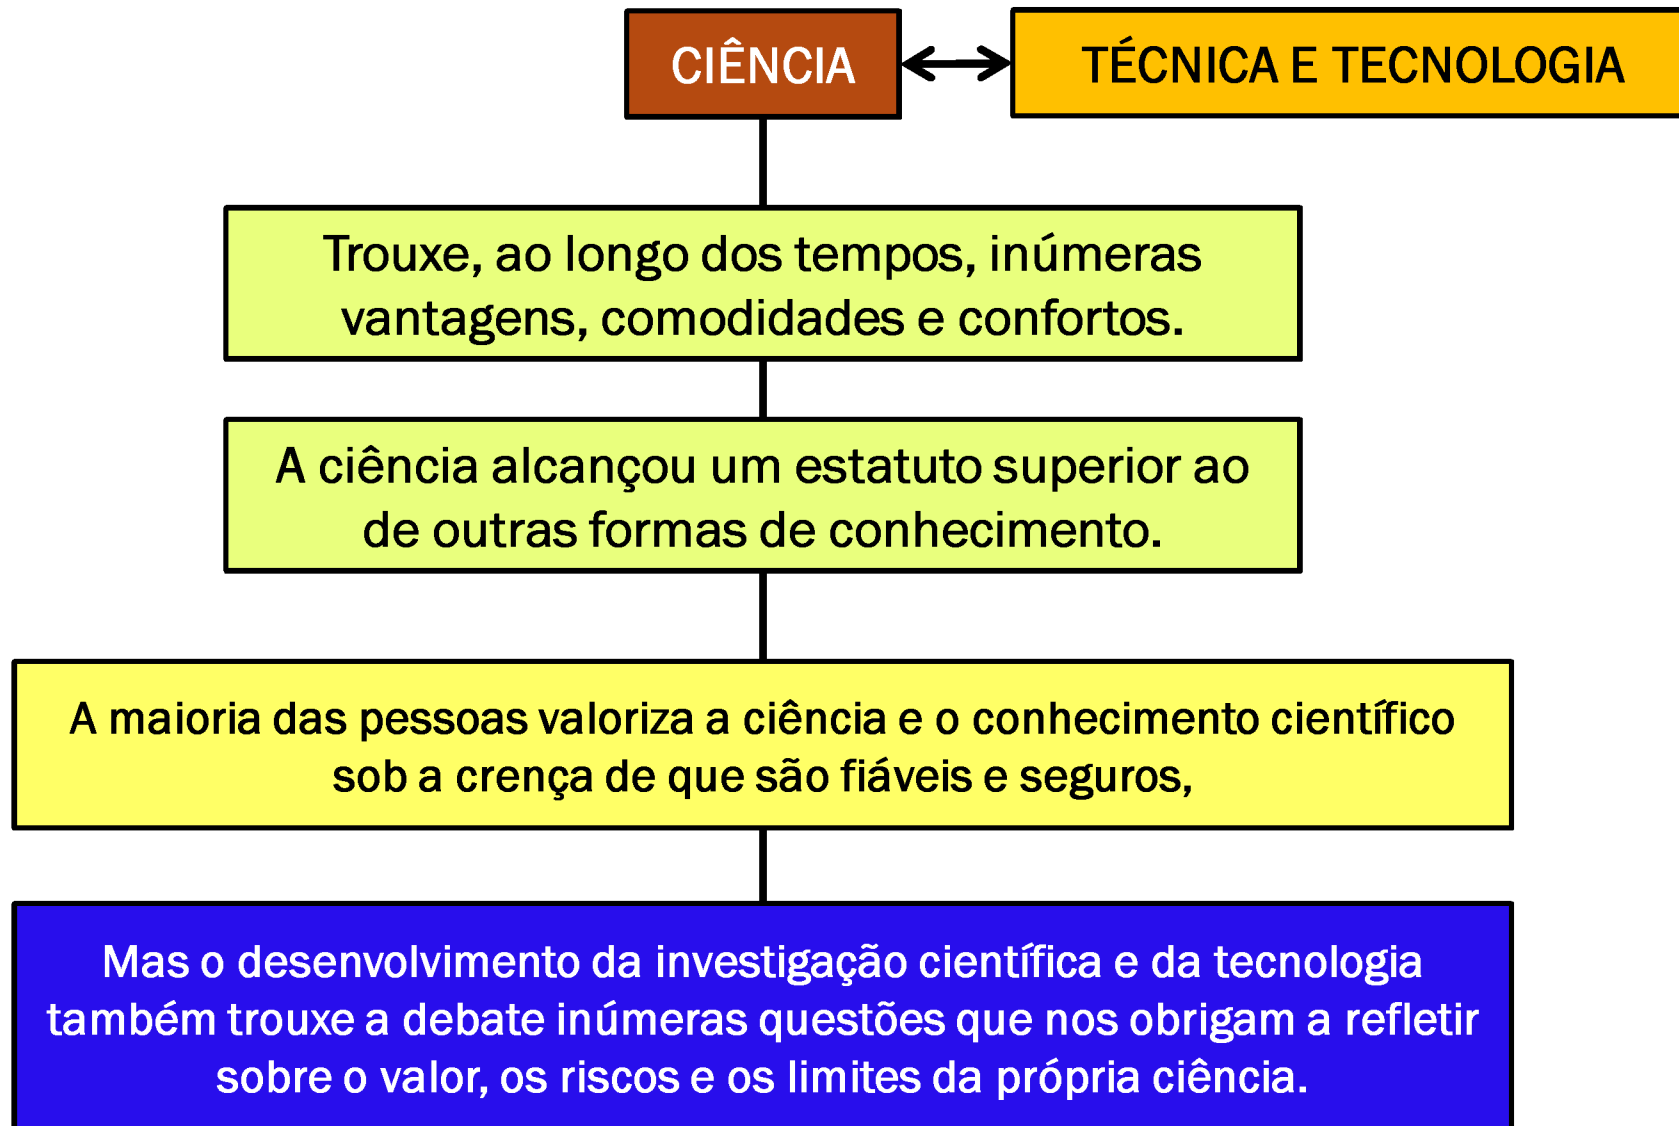 CIÊNCIA
TÉCNICA E TECNOLOGIA
Trouxe, ao longo dos tempos, inúmeras
vantagens, comodidades e confortos.
A ciência alcançou um estatuto superior ao
de outras formas de conhecimento.
A maioria das pessoas valoriza a ciência e o conhecimento científico
sob a crença de que são fiáveis e seguros,
Mas o desenvolvimento da investigação científica e da tecnologia
também trouxe a debate inúmeras questões que nos obrigam a refletir
sobre o valor, os riscos e os limites da própria ciência.